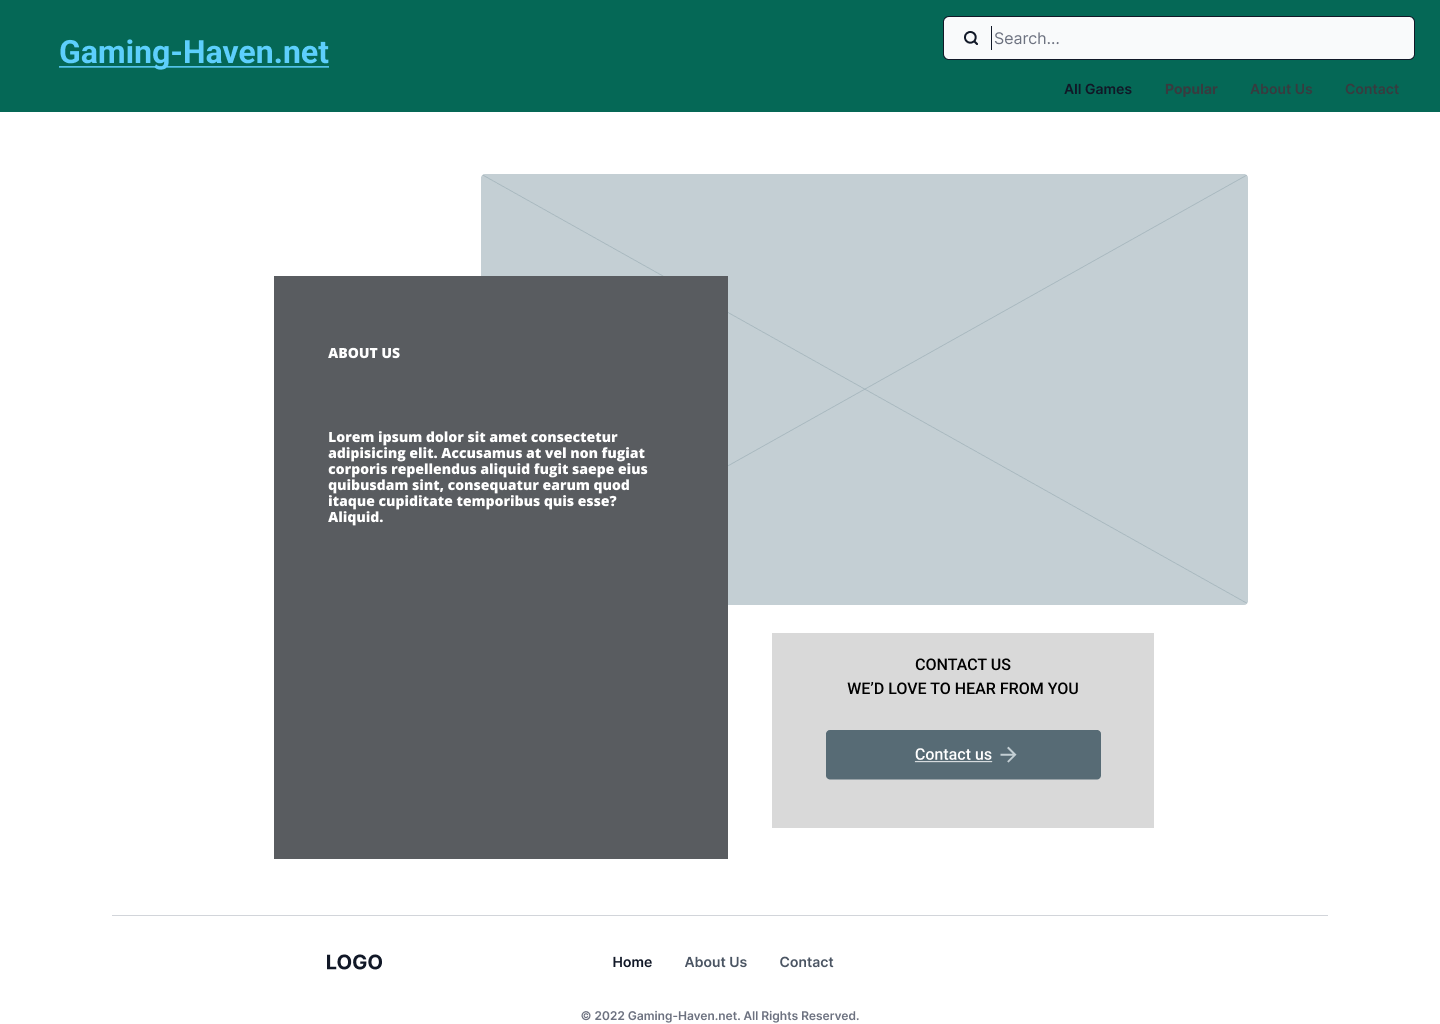 Gaming-Haven.net
Search...
All Games
Popular
About Us
Contact
ABOUT US
Lorem ipsum dolor sit amet consectetur
adipisicing elit. Accusamus at vel non fugiat
corporis repellendus aliquid fugit saepe eius
quibusdam sint, consequatur earum quod
itaque cupiditate temporibus quis esse?
Aliquid.
CONTACT US
WE’D LOVE TO HEAR FROM YOU
Contact us
LOGO
Home
About Us
Contact
© 2022 Gaming-Haven.net. All Rights Reserved.